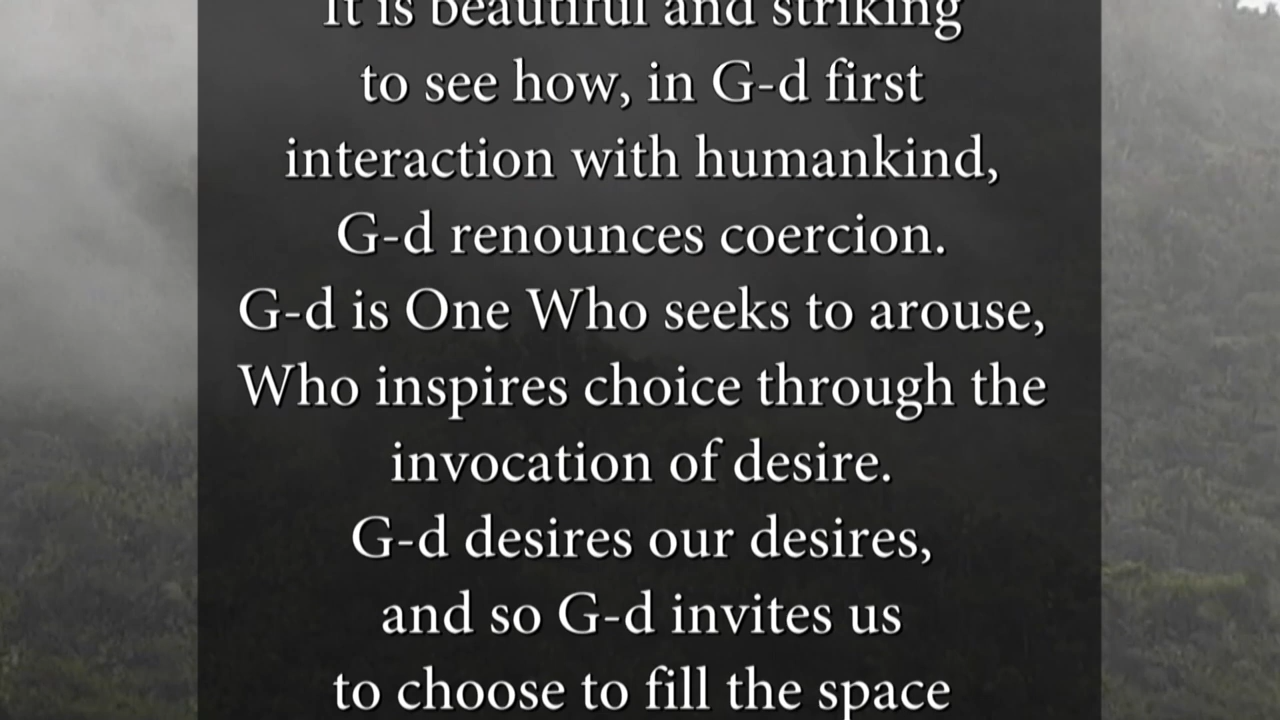 It is beautiful and striking
to see how, in G-d first
interaction with humankind,
G-d renounces coercion.
G-d is One Who seeks to arouse,
Who inspires choice through the
invocation of desire.
G-d desires our desires,
and so G-d invites us
to choose to fill the space